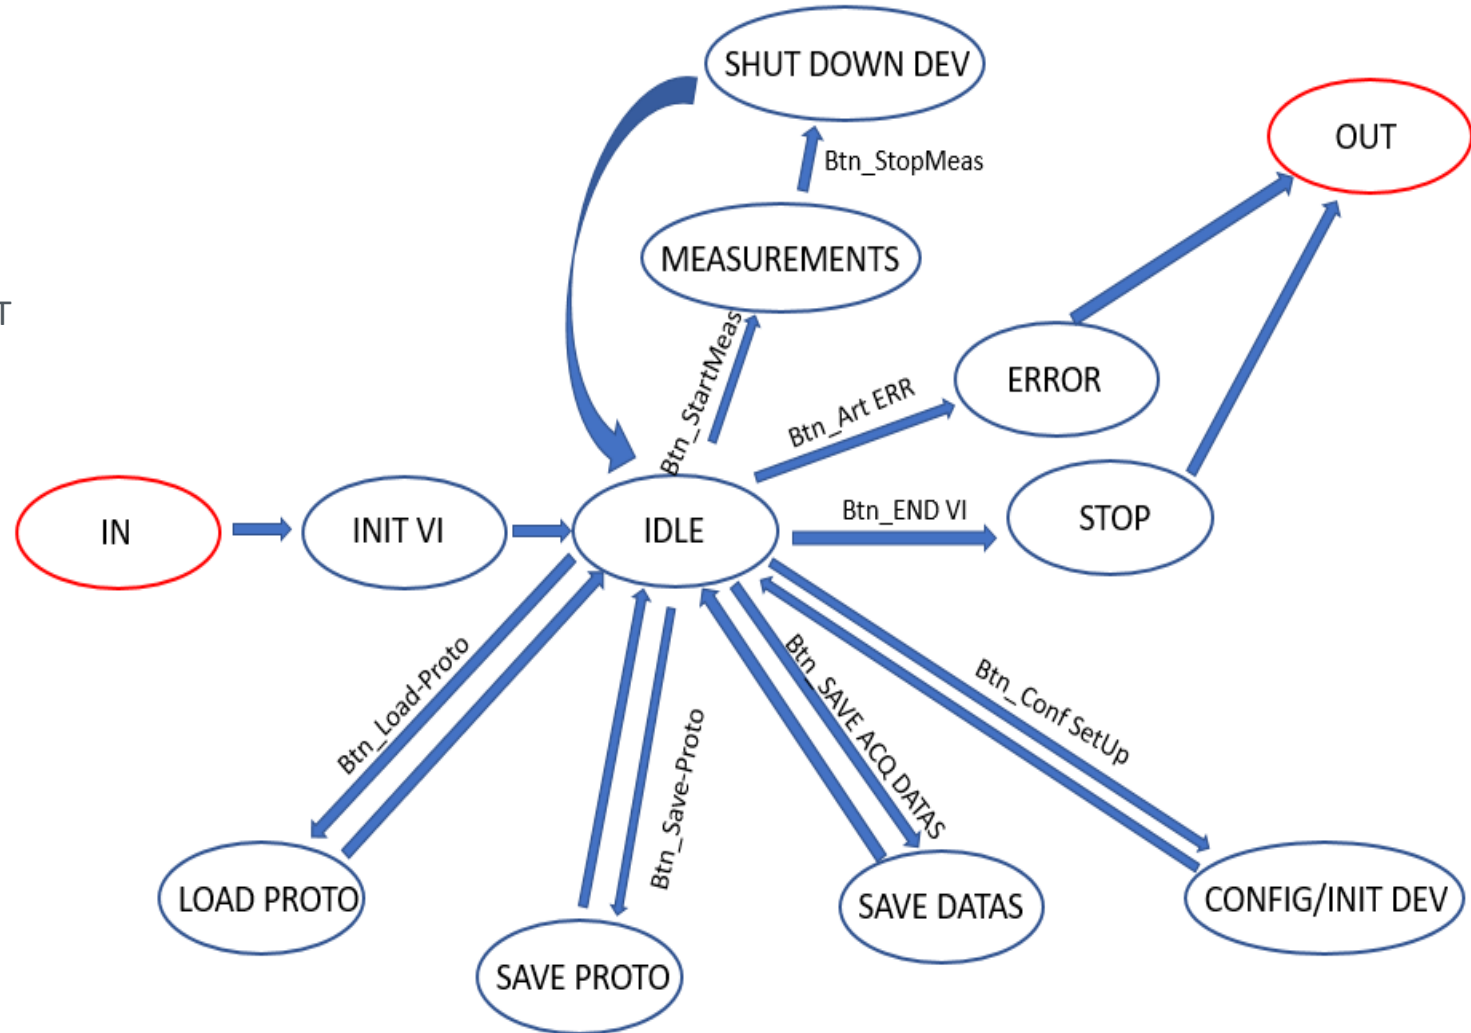 SHUT DOWN DEV
OUT
Btn_StopMeas
MEASUREMENTS
T
Btn_StartMeas
Btn_Art ERR
ERROR
IN
INIT VI
IDLE
Btn_END VI
STOP
Btn_Load-Proto
Btn_Save-Proto
Btn_SAVE ACQ DATAS
Btn_Conf SetUp
LOAD PROTO
SAVE PROTO
SAVE DATAS
CONFIG/INIT DEV